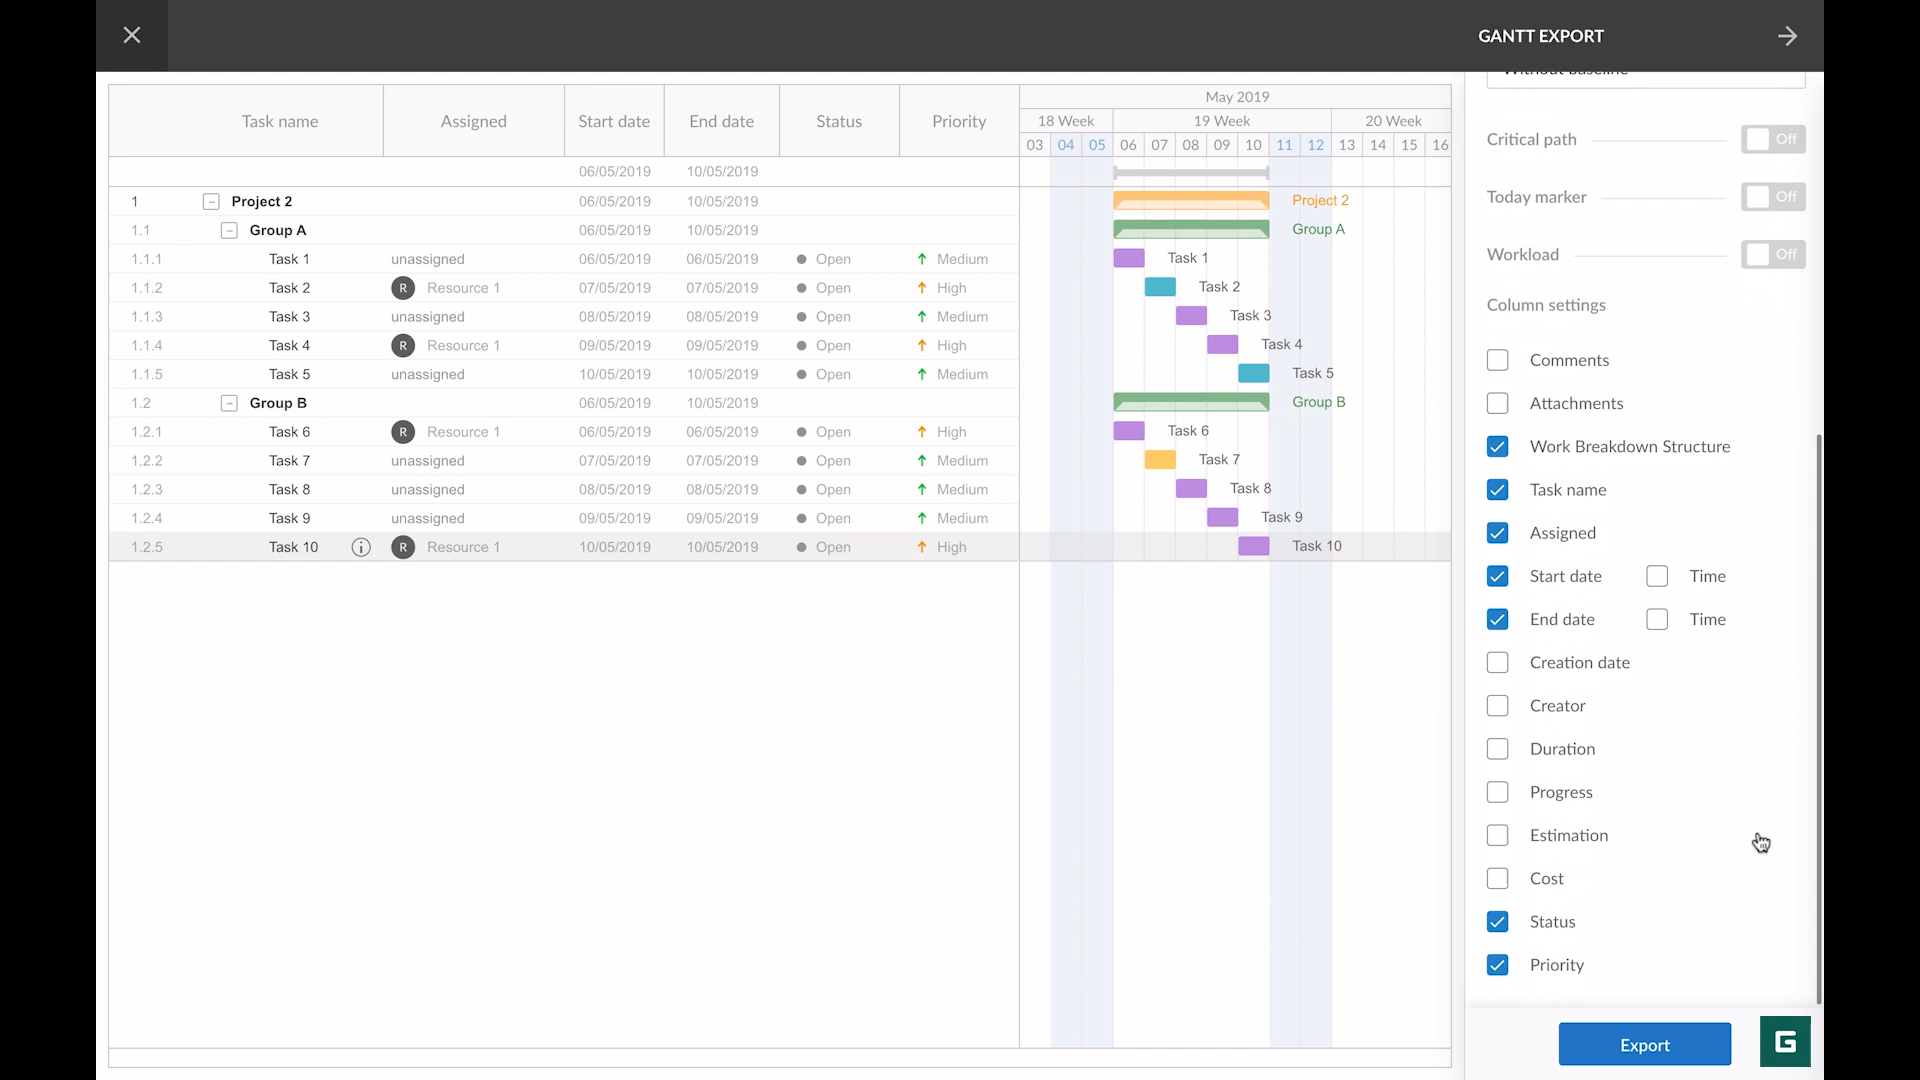 GANTT EXPORT
Without baseline
Task name Assigned Start date End date Status Priority
May 2019
18 Week 19 Week 20 Week
03 04 05 06 07 08 09 10 11 12 13 14 15 16
06/05/2019 10/05/2019
1 Project 2 06/05/2019 10/05/2019 Project 2
1.1 Group A 06/05/2019 10/05/2019 Group A
1.1.1 Task 1 unassigned 06/05/2019 06/05/2019 Open Medium Task 1
1.1.2 Task 2 R Resource 1 07/05/2019 07/05/2019 Open High Task 2
1.1.3 Task 3 unassigned 08/05/2019 08/05/2019 Open Medium Task 3
1.1.4 Task 4 R Resource 1 09/05/2019 09/05/2019 Open High Task 4
1.1.5 Task 5 unassigned 10/05/2019 10/05/2019 Open Medium Task 5
1.2 Group B 06/05/2019 10/05/2019 Group B
1.2.1 Task 6 R Resource 1 06/05/2019 06/05/2019 Open High Task 6
1.2.2 Task 7 unassigned 07/05/2019 07/05/2019 Open Medium Task 7
1.2.3 Task 8 unassigned 08/05/2019 08/05/2019 Open Medium Task 8
1.2.4 Task 9 unassigned 09/05/2019 09/05/2019 Open Medium Task 9
1.2.5 Task 10 i R Resource 1 10/05/2019 10/05/2019 Open High Task 10
Critical path Off
Today marker Off
Workload Off
Column settings
Comments
Attachments
Work Breakdown Structure
Task name
Assigned
Start date Time
End date Time
Creation date
Creator
Duration
Progress
Estimation
Cost
Status
Priority
Export
G